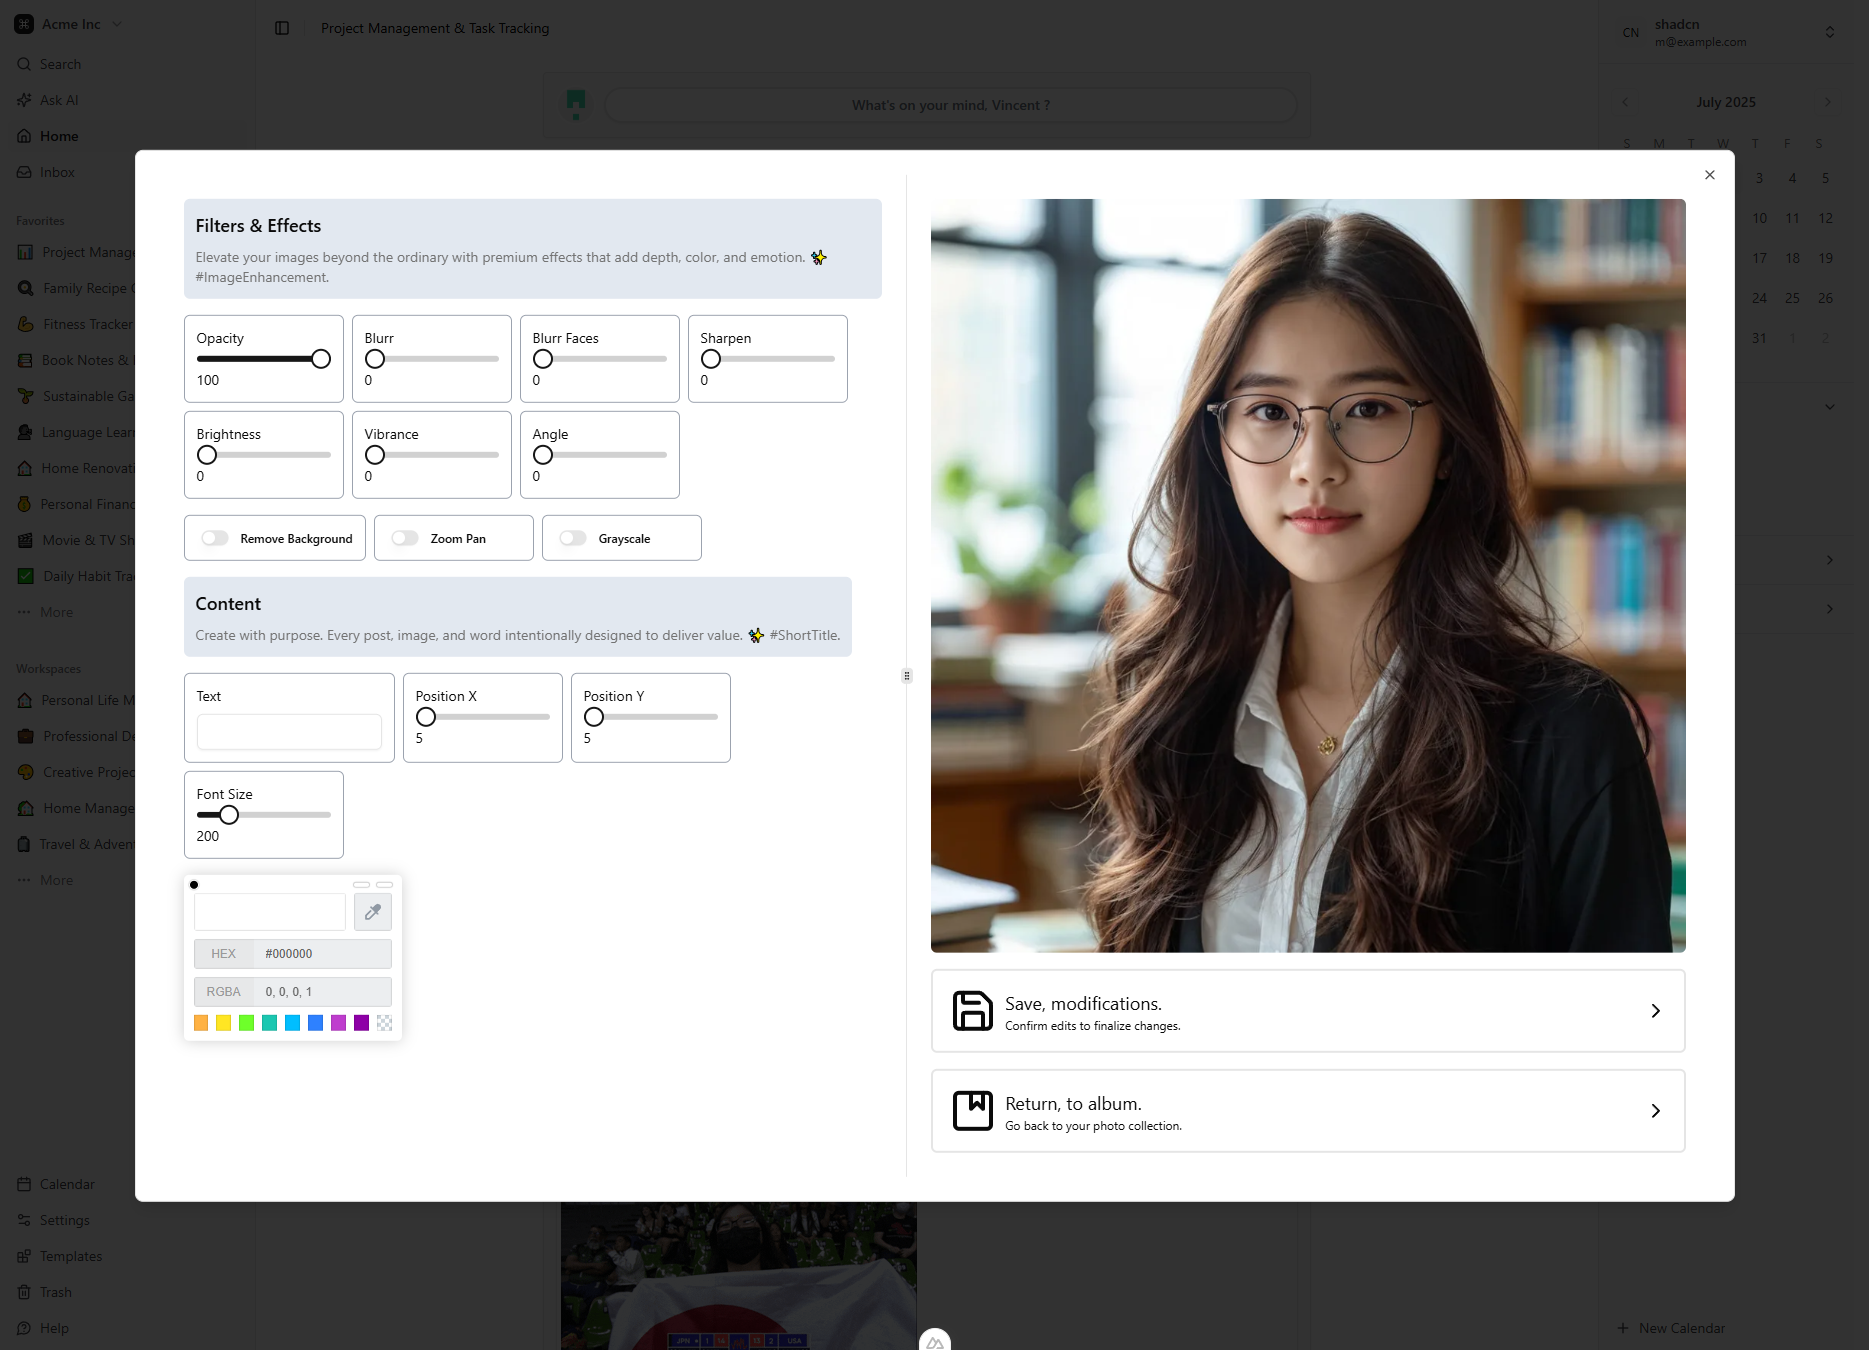 Acme Inc
Search
Ask AI
Home
Inbox
Favorites
Project Manage
Family Recipe
Fitness Tracker
Book Notes &
Sustainable Ga
Language Lear
Home Renovati
Personal Financ
Movie & TV Sh
Daily Habit Tra
More
Workspaces
Personal Life M
Professional De
Creative Projec
Home Manage
Travel & Adven
More
Calendar
Settings
Templates
Trash
Help
Project Management & Task Tracking
What's on your mind, Vincent ?
CN
shadcn
m@example.com
July 2025
S M T W T F S
3 4 5
10 11 12
17 18 19
24 25 26
31 1 2
New Calendar
Filters & Effects
Elevate your images beyond the ordinary with premium effects that add depth, color, and emotion. ✨
#ImageEnhancement.
Opacity
100
Blurr
0
Blurr Faces
0
Sharpen
0
Brightness
0
Vibrance
0
Angle
0
Remove Background
Zoom Pan
Grayscale
Content
Create with purpose. Every post, image, and word intentionally designed to deliver value. ✨ #ShortTitle.
Text
Position X
5
Position Y
5
Font Size
200
HEX #000000
RGBA 0, 0, 0, 1
Save, modifications.
Confirm edits to finalize changes.
Return, to album.
Go back to your photo collection.
JPN
USA